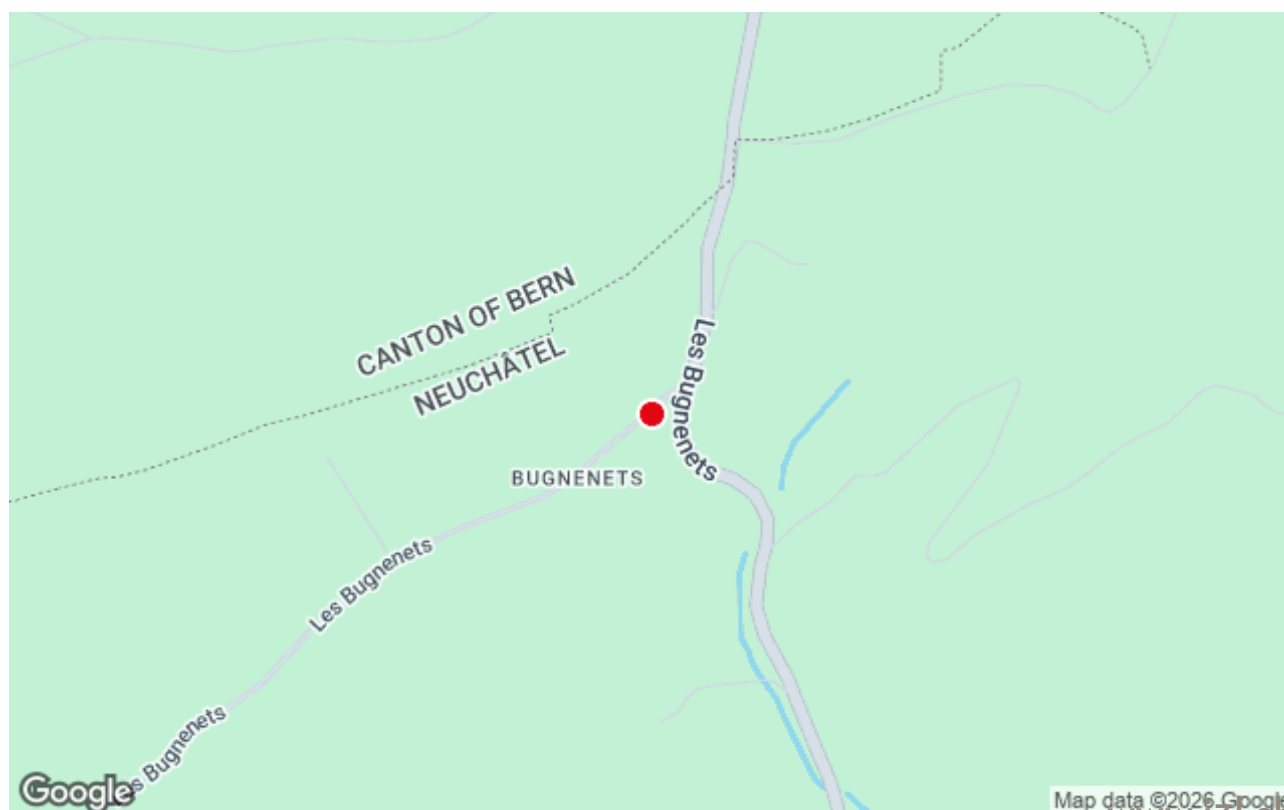 CANTON OF BERN
NEUCHÂTEL
Les Bugnenets
BUGNENETS
Les Bugnenets
Les Bugnenets
Google
Map data ©2026 Google